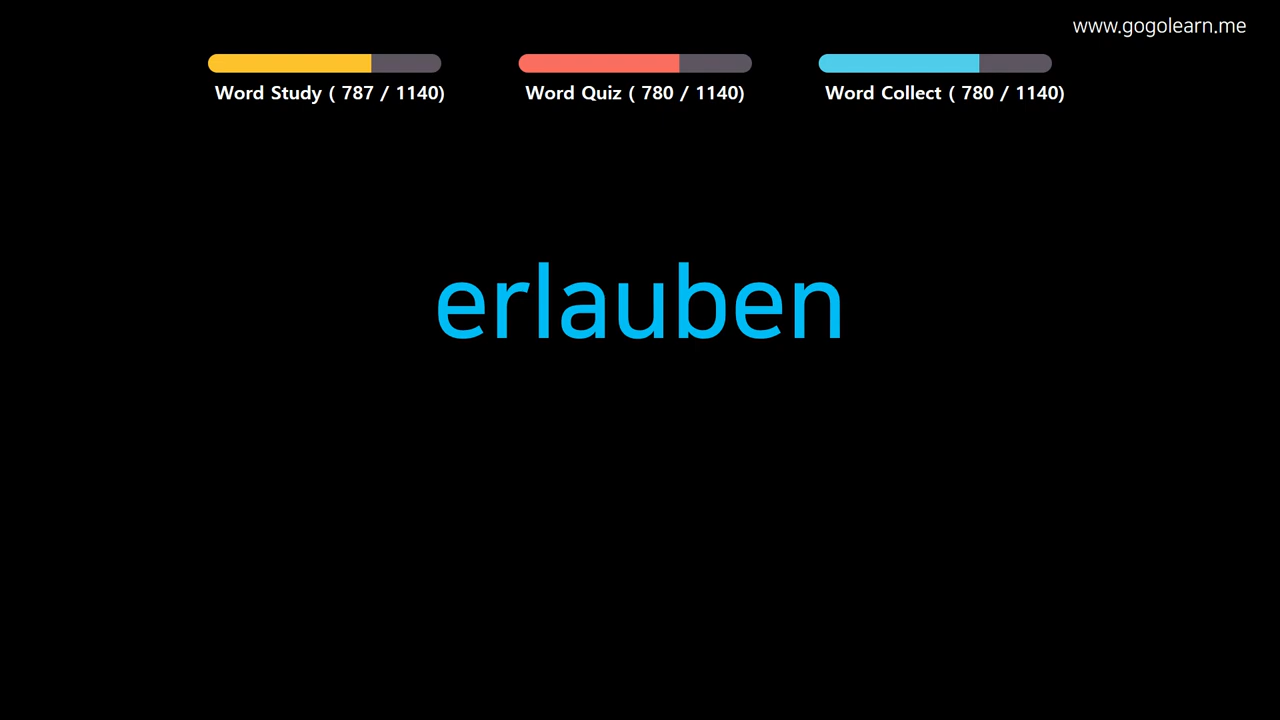 www.gogolearn.me
Word Study ( 787 / 1140)
Word Quiz ( 780 / 1140)
Word Collect ( 780 / 1140)
erlauben